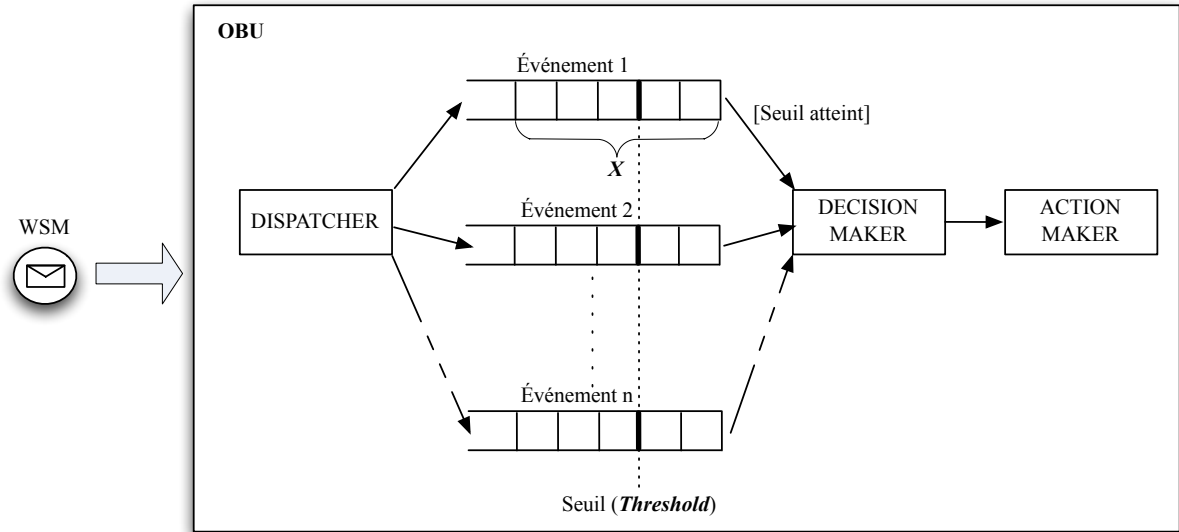 OBU
Événement 1
[Seuil atteint]
X
WSM
DISPATCHER
Événement 2
DECISION
MAKER
ACTION
MAKER
Événement n
Seuil (Threshold)